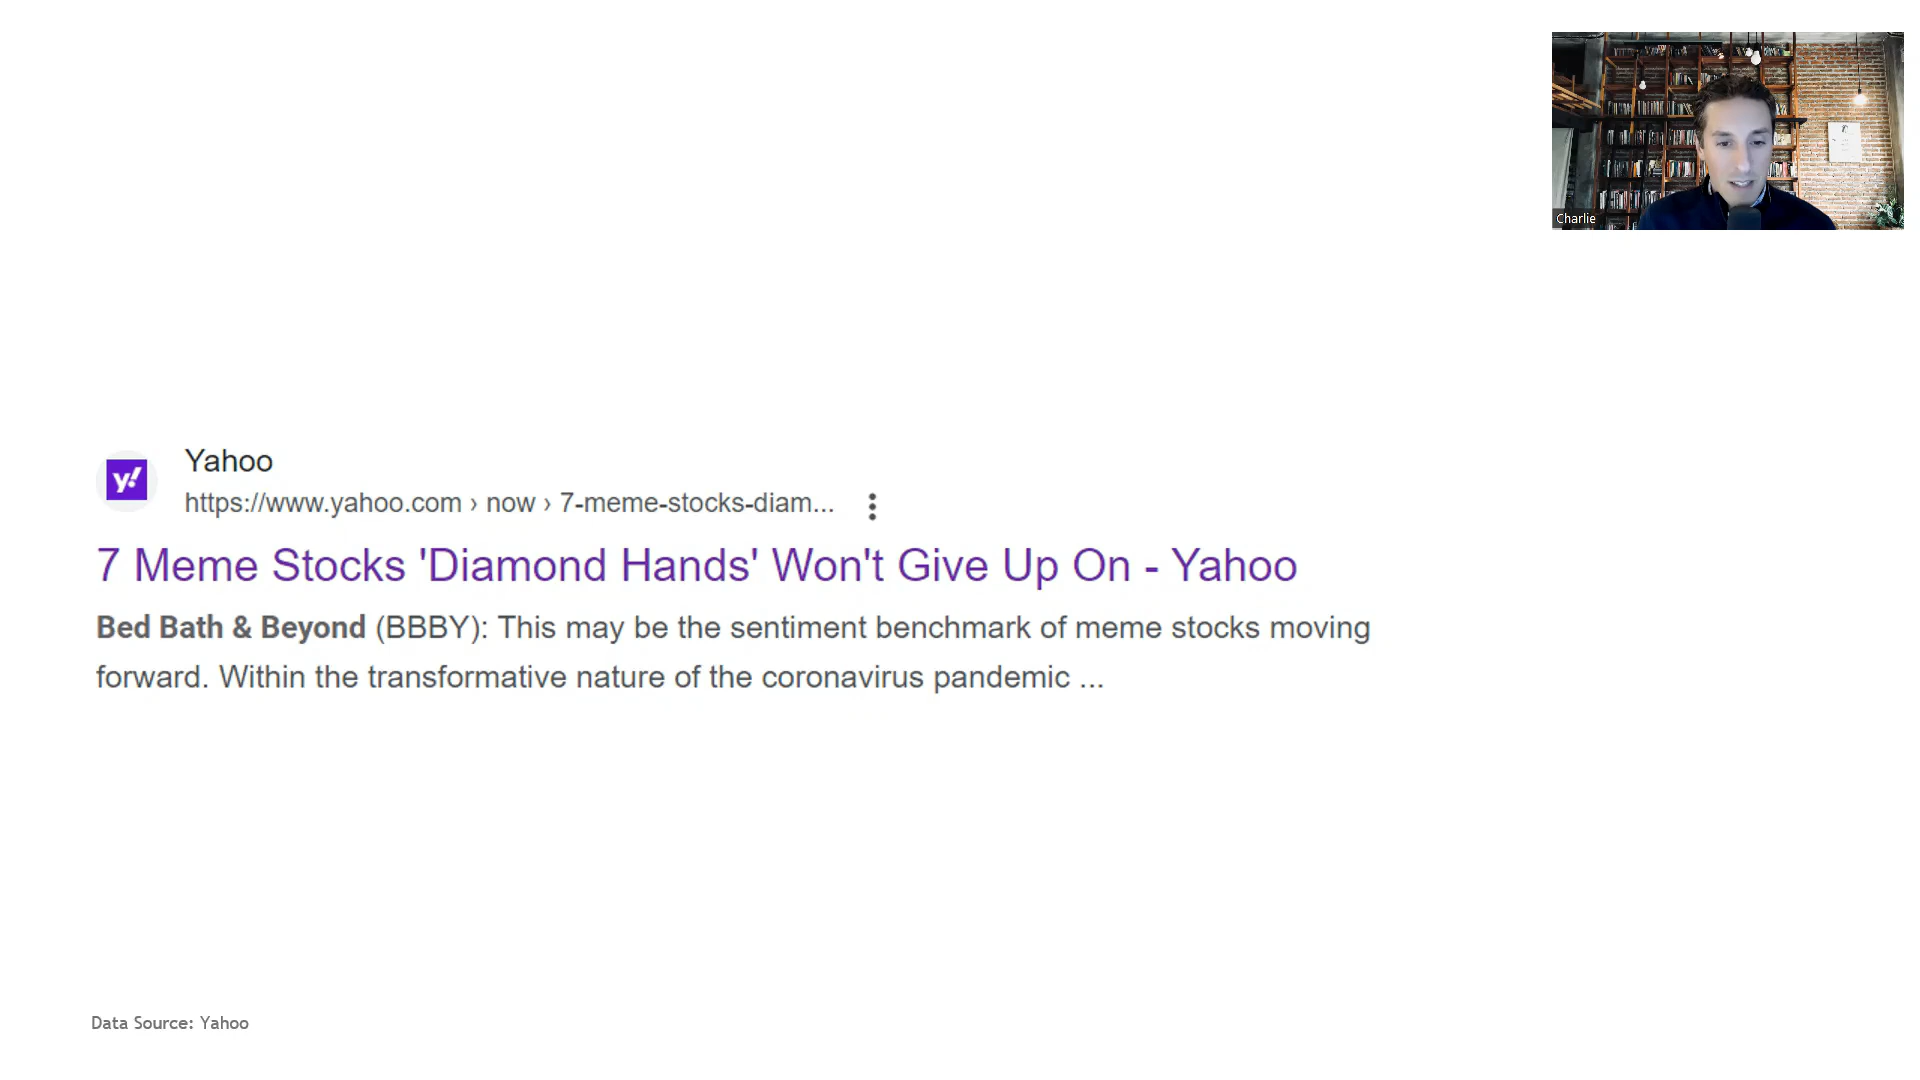 Charlie
y!
Yahoo
https://www.yahoo.com › now › 7-meme-stocks-diam...
7 Meme Stocks 'Diamond Hands' Won't Give Up On - Yahoo
Bed Bath & Beyond (BBBY): This may be the sentiment benchmark of meme stocks moving
forward. Within the transformative nature of the coronavirus pandemic ...
Data Source: Yahoo